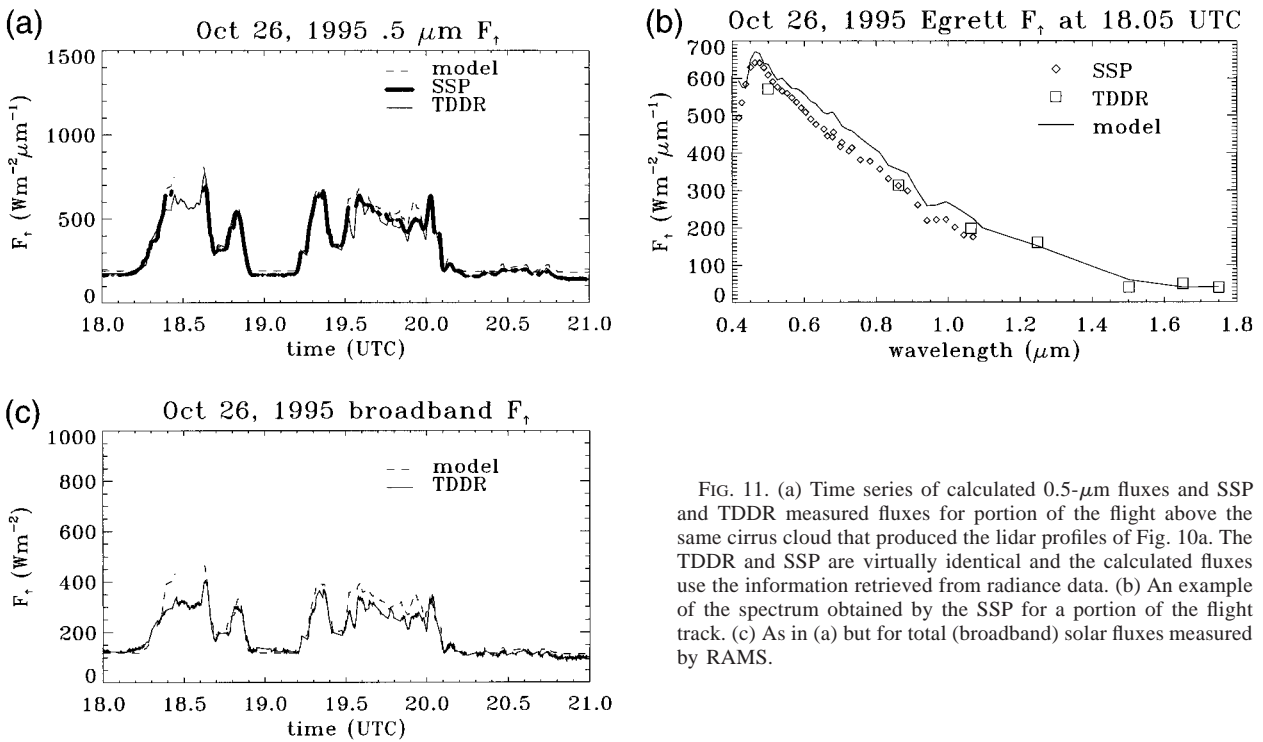 (a)
Oct 26, 1995 .5 μm F↑
1500
1000
500
0
F↑ (Wm⁻²μm⁻¹)
model
SSP
TDDR
18.0 18.5 19.0 19.5 20.0 20.5 21.0
time (UTC)
(b)
Oct 26, 1995 Egrett F↑ at 18.05 UTC
700
600
500
400
300
200
100
0
F↑ (Wm⁻²μm⁻¹)
SSP
TDDR
model
0.4 0.6 0.8 1.0 1.2 1.4 1.6 1.8
wavelength (μm)
(c)
Oct 26, 1995 broadband F↑
1000
800
600
400
200
0
F↑ (Wm⁻²)
model
TDDR
18.0 18.5 19.0 19.5 20.0 20.5 21.0
time (UTC)
FIG. 11. (a) Time series of calculated 0.5-μm fluxes and SSP
and TDDR measured fluxes for portion of the flight above the
same cirrus cloud that produced the lidar profiles of Fig. 10a. The
TDDR and SSP are virtually identical and the calculated fluxes
use the information retrieved from radiance data. (b) An example
of the spectrum obtained by the SSP for a portion of the flight
track. (c) As in (a) but for total (broadband) solar fluxes measured
by RAMS.